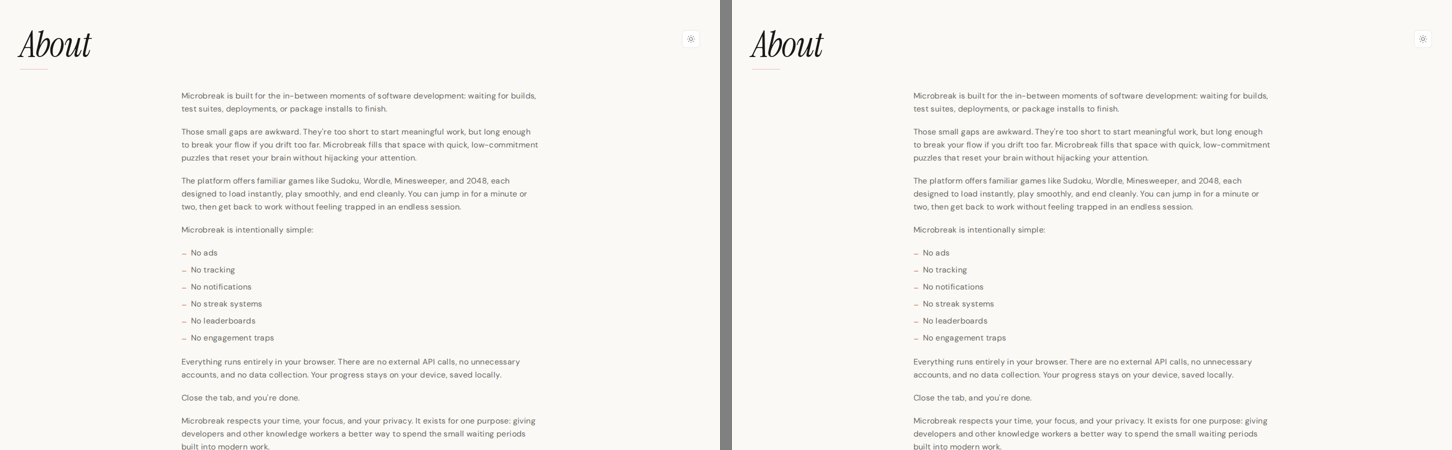 About
Microbreak is built for the in-between moments of software development: waiting for builds,
test suites, deployments, or package installs to finish.
Those small gaps are awkward. They're too short to start meaningful work, but long enough
to break your flow if you drift too far. Microbreak fills that space with quick, low-commitment
puzzles that reset your brain without hijacking your attention.
The platform offers familiar games like Sudoku, Wordle, Minesweeper, and 2048, each
designed to load instantly, play smoothly, and end cleanly. You can jump in for a minute or
two, then get back to work without feeling trapped in an endless session.
Microbreak is intentionally simple:
– No ads
– No tracking
– No notifications
– No streak systems
– No leaderboards
– No engagement traps
Everything runs entirely in your browser. There are no external API calls, no unnecessary
accounts, and no data collection. Your progress stays on your device, saved locally.
Close the tab, and you're done.
Microbreak respects your time, your focus, and your privacy. It exists for one purpose: giving
developers and other knowledge workers a better way to spend the small waiting periods
built into modern work.
About
Microbreak is built for the in-between moments of software development: waiting for builds,
test suites, deployments, or package installs to finish.
Those small gaps are awkward. They're too short to start meaningful work, but long enough
to break your flow if you drift too far. Microbreak fills that space with quick, low-commitment
puzzles that reset your brain without hijacking your attention.
The platform offers familiar games like Sudoku, Wordle, Minesweeper, and 2048, each
designed to load instantly, play smoothly, and end cleanly. You can jump in for a minute or
two, then get back to work without feeling trapped in an endless session.
Microbreak is intentionally simple:
– No ads
– No tracking
– No notifications
– No streak systems
– No leaderboards
– No engagement traps
Everything runs entirely in your browser. There are no external API calls, no unnecessary
accounts, and no data collection. Your progress stays on your device, saved locally.
Close the tab, and you're done.
Microbreak respects your time, your focus, and your privacy. It exists for one purpose: giving
developers and other knowledge workers a better way to spend the small waiting periods
built into modern work.